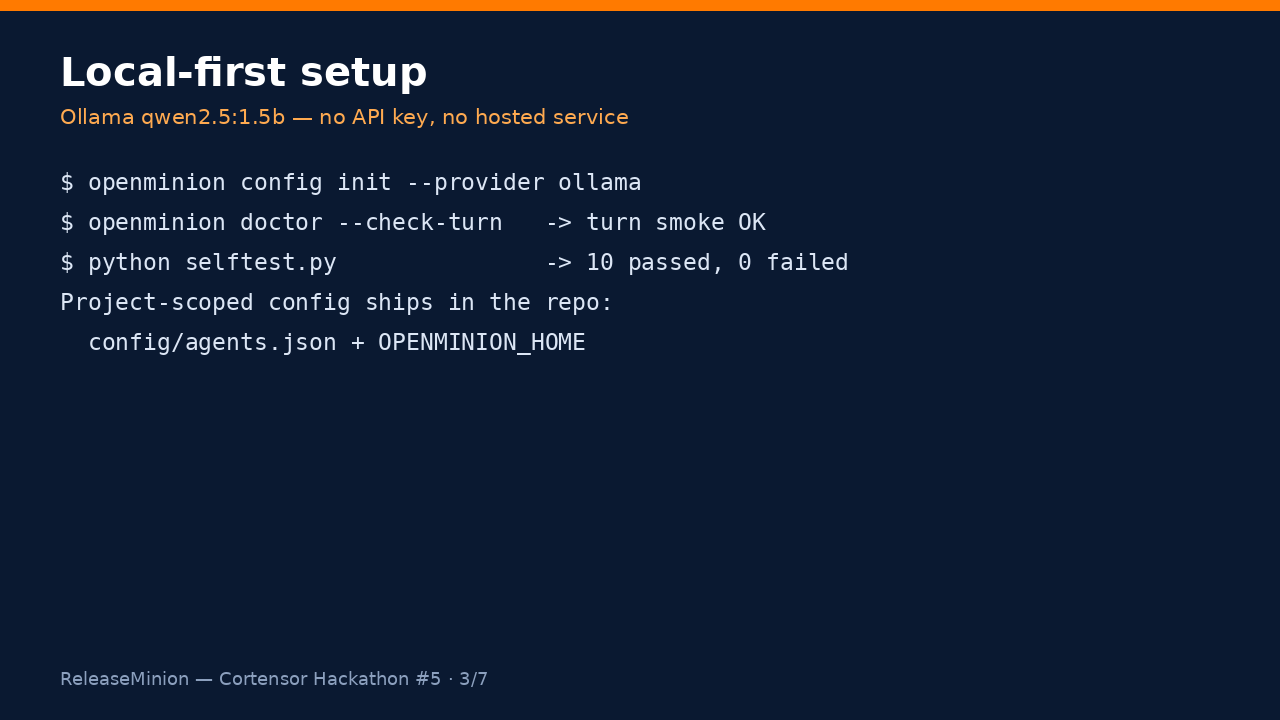 Local-first setup
Ollama qwen2.5:1.5b — no API key, no hosted service
$ openminion config init --provider ollama
$ openminion doctor --check-turn   -> turn smoke OK
$ python selftest.py               -> 10 passed, 0 failed
Project-scoped config ships in the repo:
  config/agents.json + OPENMINION_HOME
ReleaseMinion — Cortensor Hackathon #5 · 3/7